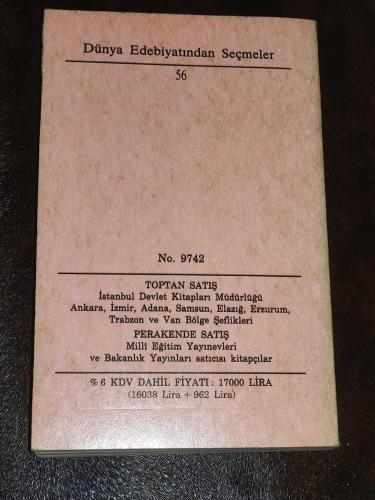 Dünya Edebiyatından Seçmeler
56
No. 9742
TOPTAN SATIŞ
İstanbul Devlet Kitapları Müdürlüğü
Ankara, İzmir, Adana, Samsun, Elazığ, Erzurum,
Trabzon ve Van Bölge Şeflikleri
PERAKENDE SATIŞ
Millî Eğitim Yayınevleri
ve Bakanlık Yayınları satıcısı kitapçılar
% 6 KDV DAHİL FİYATI : 17000 LİRA
(16038 Lira + 962 Lira)